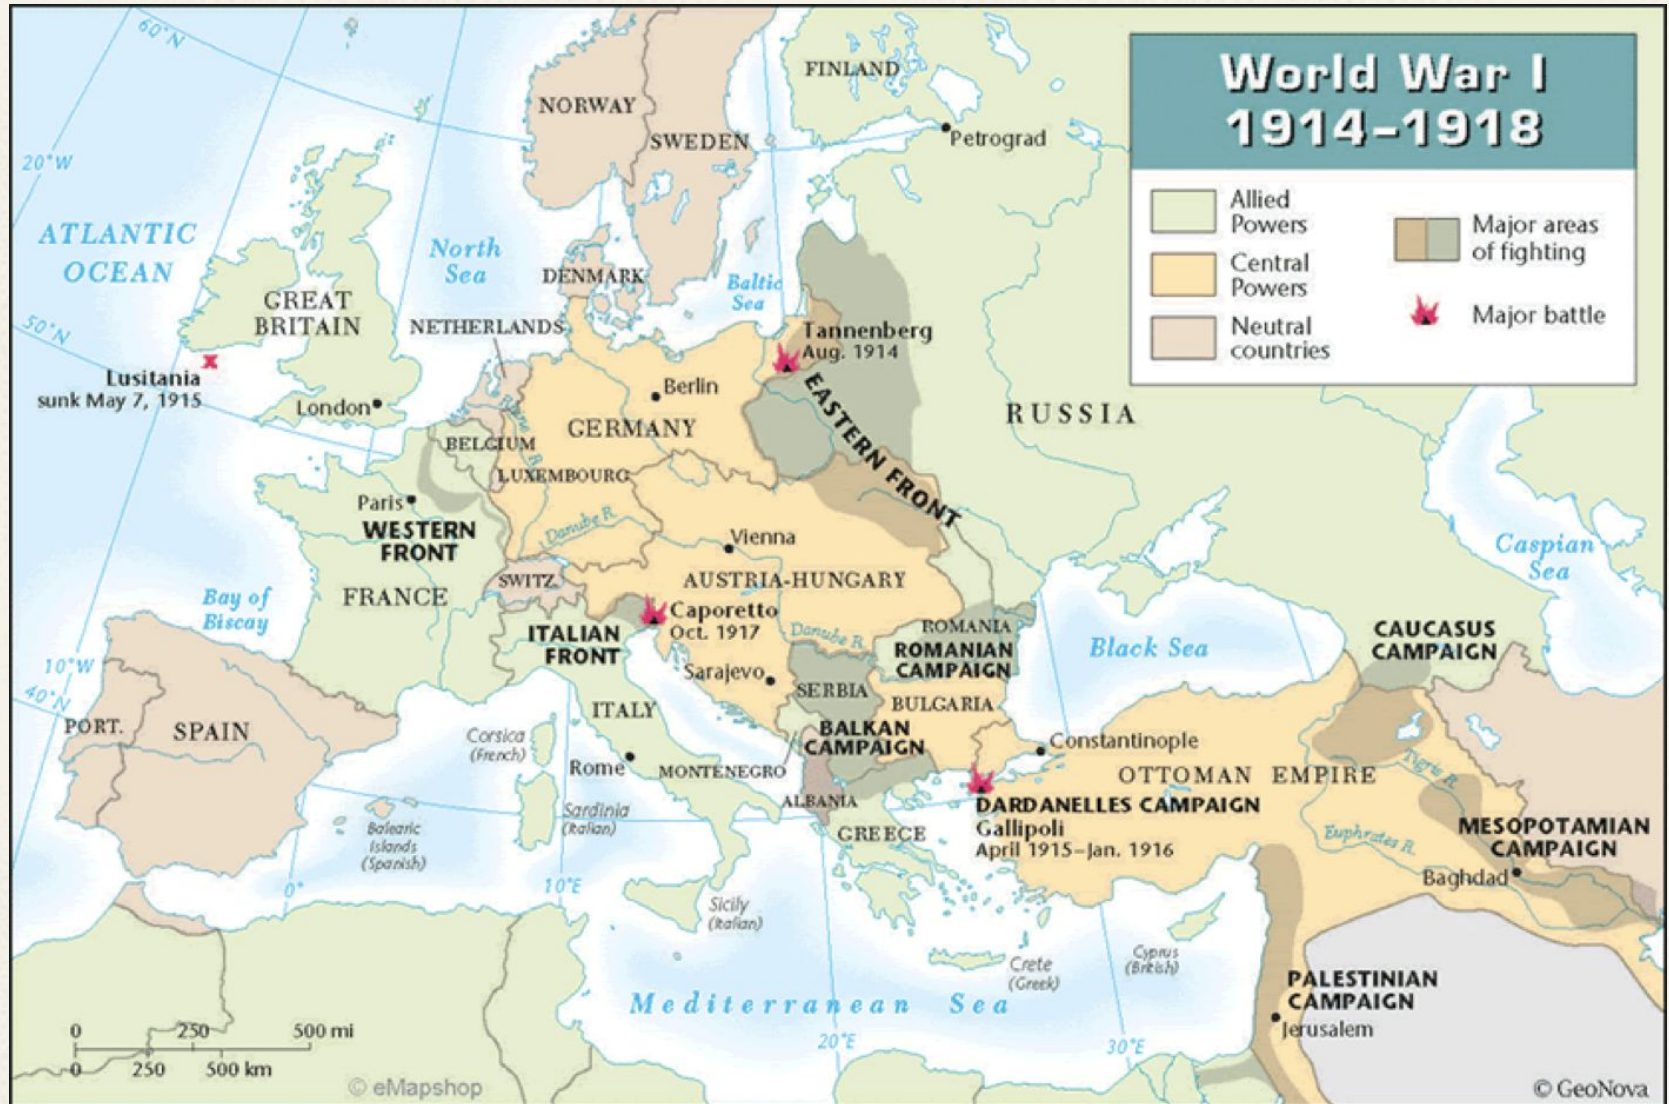 World War I
1914–1918
Allied
Powers
Central
Powers
Neutral
countries
Major areas
of fighting
Major battle
60°N
20°W
50°N
10°W
40°N
0°
10°E
20°E
30°E
ATLANTIC
OCEAN
North
Sea
Baltic
Sea
Bay of
Biscay
Black Sea
Caspian
Sea
Mediterranean Sea
NORWAY
SWEDEN
FINLAND
Petrograd
DENMARK
GREAT
BRITAIN
NETHERLANDS
Lusitania
sunk May 7, 1915
London
Tannenberg
Aug. 1914
EASTERN FRONT
Berlin
GERMANY
RUSSIA
BELGIUM
Rhine R.
LUXEMBOURG
Paris
WESTERN
FRONT
FRANCE
Danube R.
Vienna
AUSTRIA-HUNGARY
SWITZ.
Caporetto
Oct. 1917
ITALIAN
FRONT
Danube R.
ROMANIA
ROMANIAN
CAMPAIGN
Sarajevo
SERBIA
BULGARIA
BALKAN
CAMPAIGN
CAUCASUS
CAMPAIGN
PORT.
SPAIN
Corsica
(French)
ITALY
Rome
MONTENEGRO
ALBANIA
GREECE
Sardinia
(Italian)
Balearic
Islands
(Spanish)
Sicily
(Italian)
Crete
(Greek)
Cyprus
(British)
Constantinople
OTTOMAN EMPIRE
DARDANELLES CAMPAIGN
Gallipoli
April 1915–Jan. 1916
Tigris R.
Euphrates R.
MESOPOTAMIAN
CAMPAIGN
Baghdad
PALESTINIAN
CAMPAIGN
Jerusalem
0 250 500 mi
0 250 500 km
© eMapshop
© GeoNova